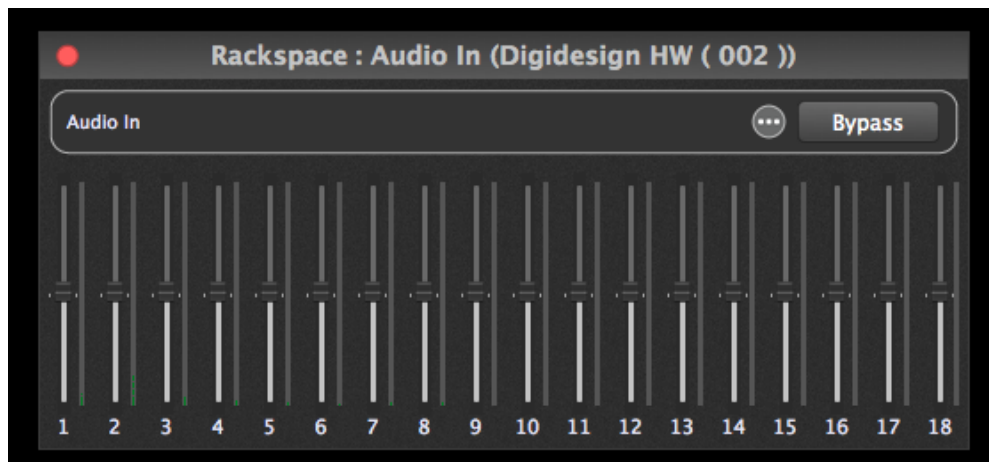 Rackspace : Audio In (Digidesign HW ( 002 ))
Audio In Bypass
1 2 3 4 5 6 7 8 9 10 11 12 13 14 15 16 17 18